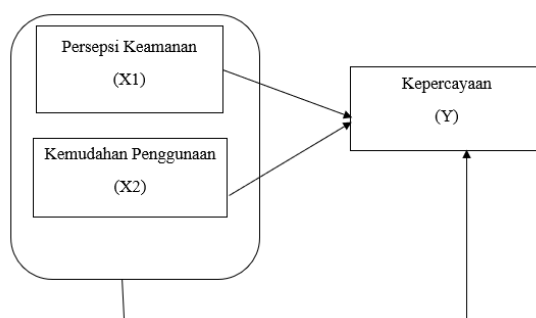 Persepsi Keamanan
(X1)
Kepercayaan
(Y)
Kemudahan Penggunaan
(X2)